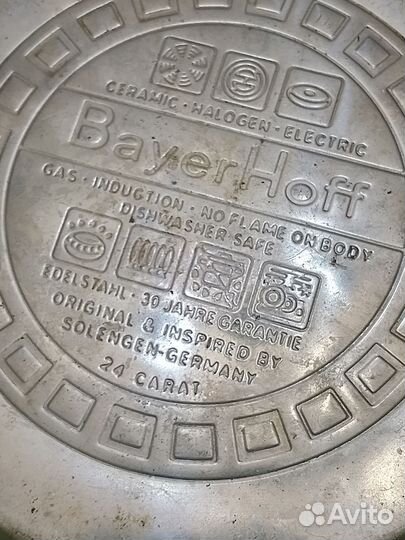 CERAMIC · HALOGEN · ELECTRIC
BayerHoff
GAS · INDUCTION · NO FLAME ON BODY
DISHWASHER SAFE
EDELSTAHL · 30 JAHRE GARANTIE
ORIGINAL & INSPIRED BY
SOLENGEN-GERMANY
24 CARAT
Avito